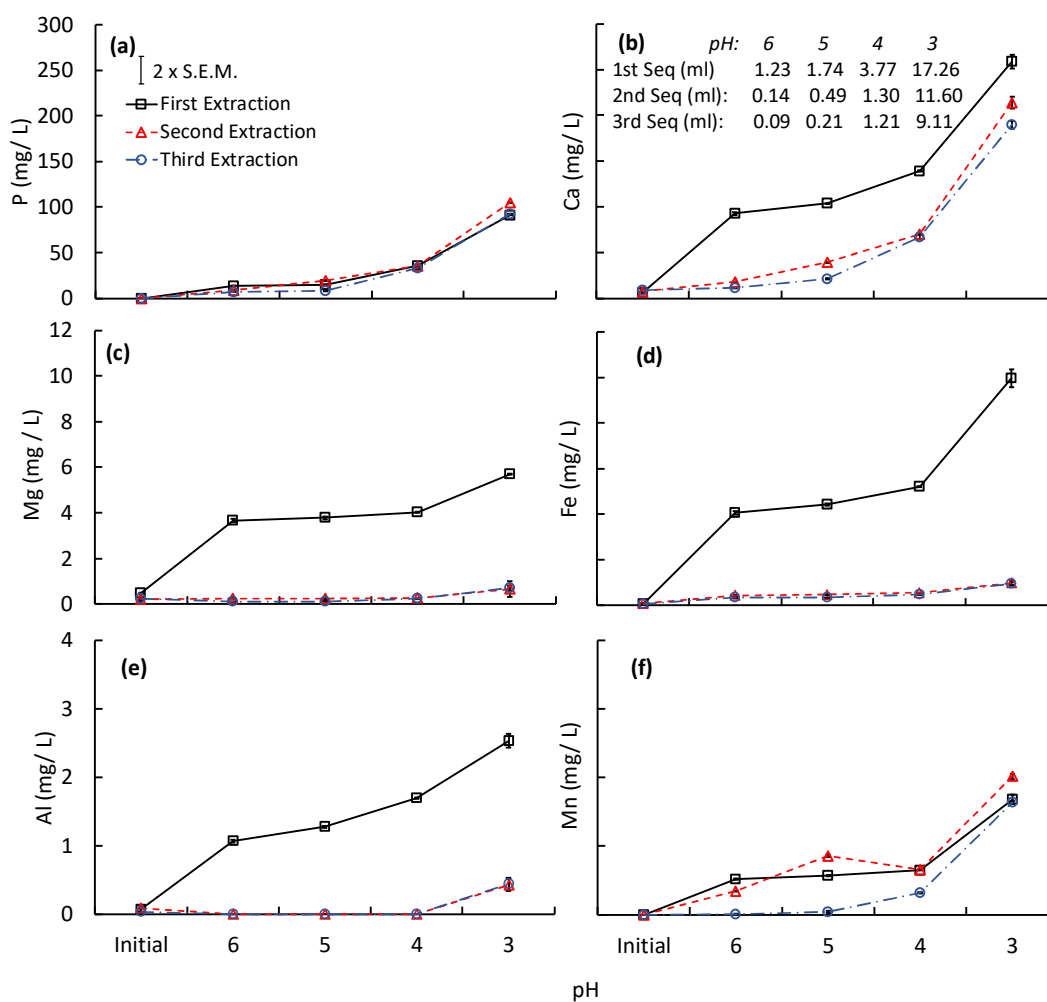 (a)
2 x S.E.M.
First Extraction
Second Extraction
Third Extraction
P (mg/ L)
300
250
200
150
100
50
0
(b) pH: 6 5 4 3
1st Seq (ml) 1.23 1.74 3.77 17.26
2nd Seq (ml): 0.14 0.49 1.30 11.60
3rd Seq (ml): 0.09 0.21 1.21 9.11
Ca (mg/ L)
(c)
Mg (mg / L)
12
10
8
6
4
2
0
(d)
Fe (mg/ L)
(e)
Al (mg/ L)
4
3
2
1
0
Initial 6 5 4 3
(f)
Mn (mg/ L)
Initial 6 5 4 3
pH